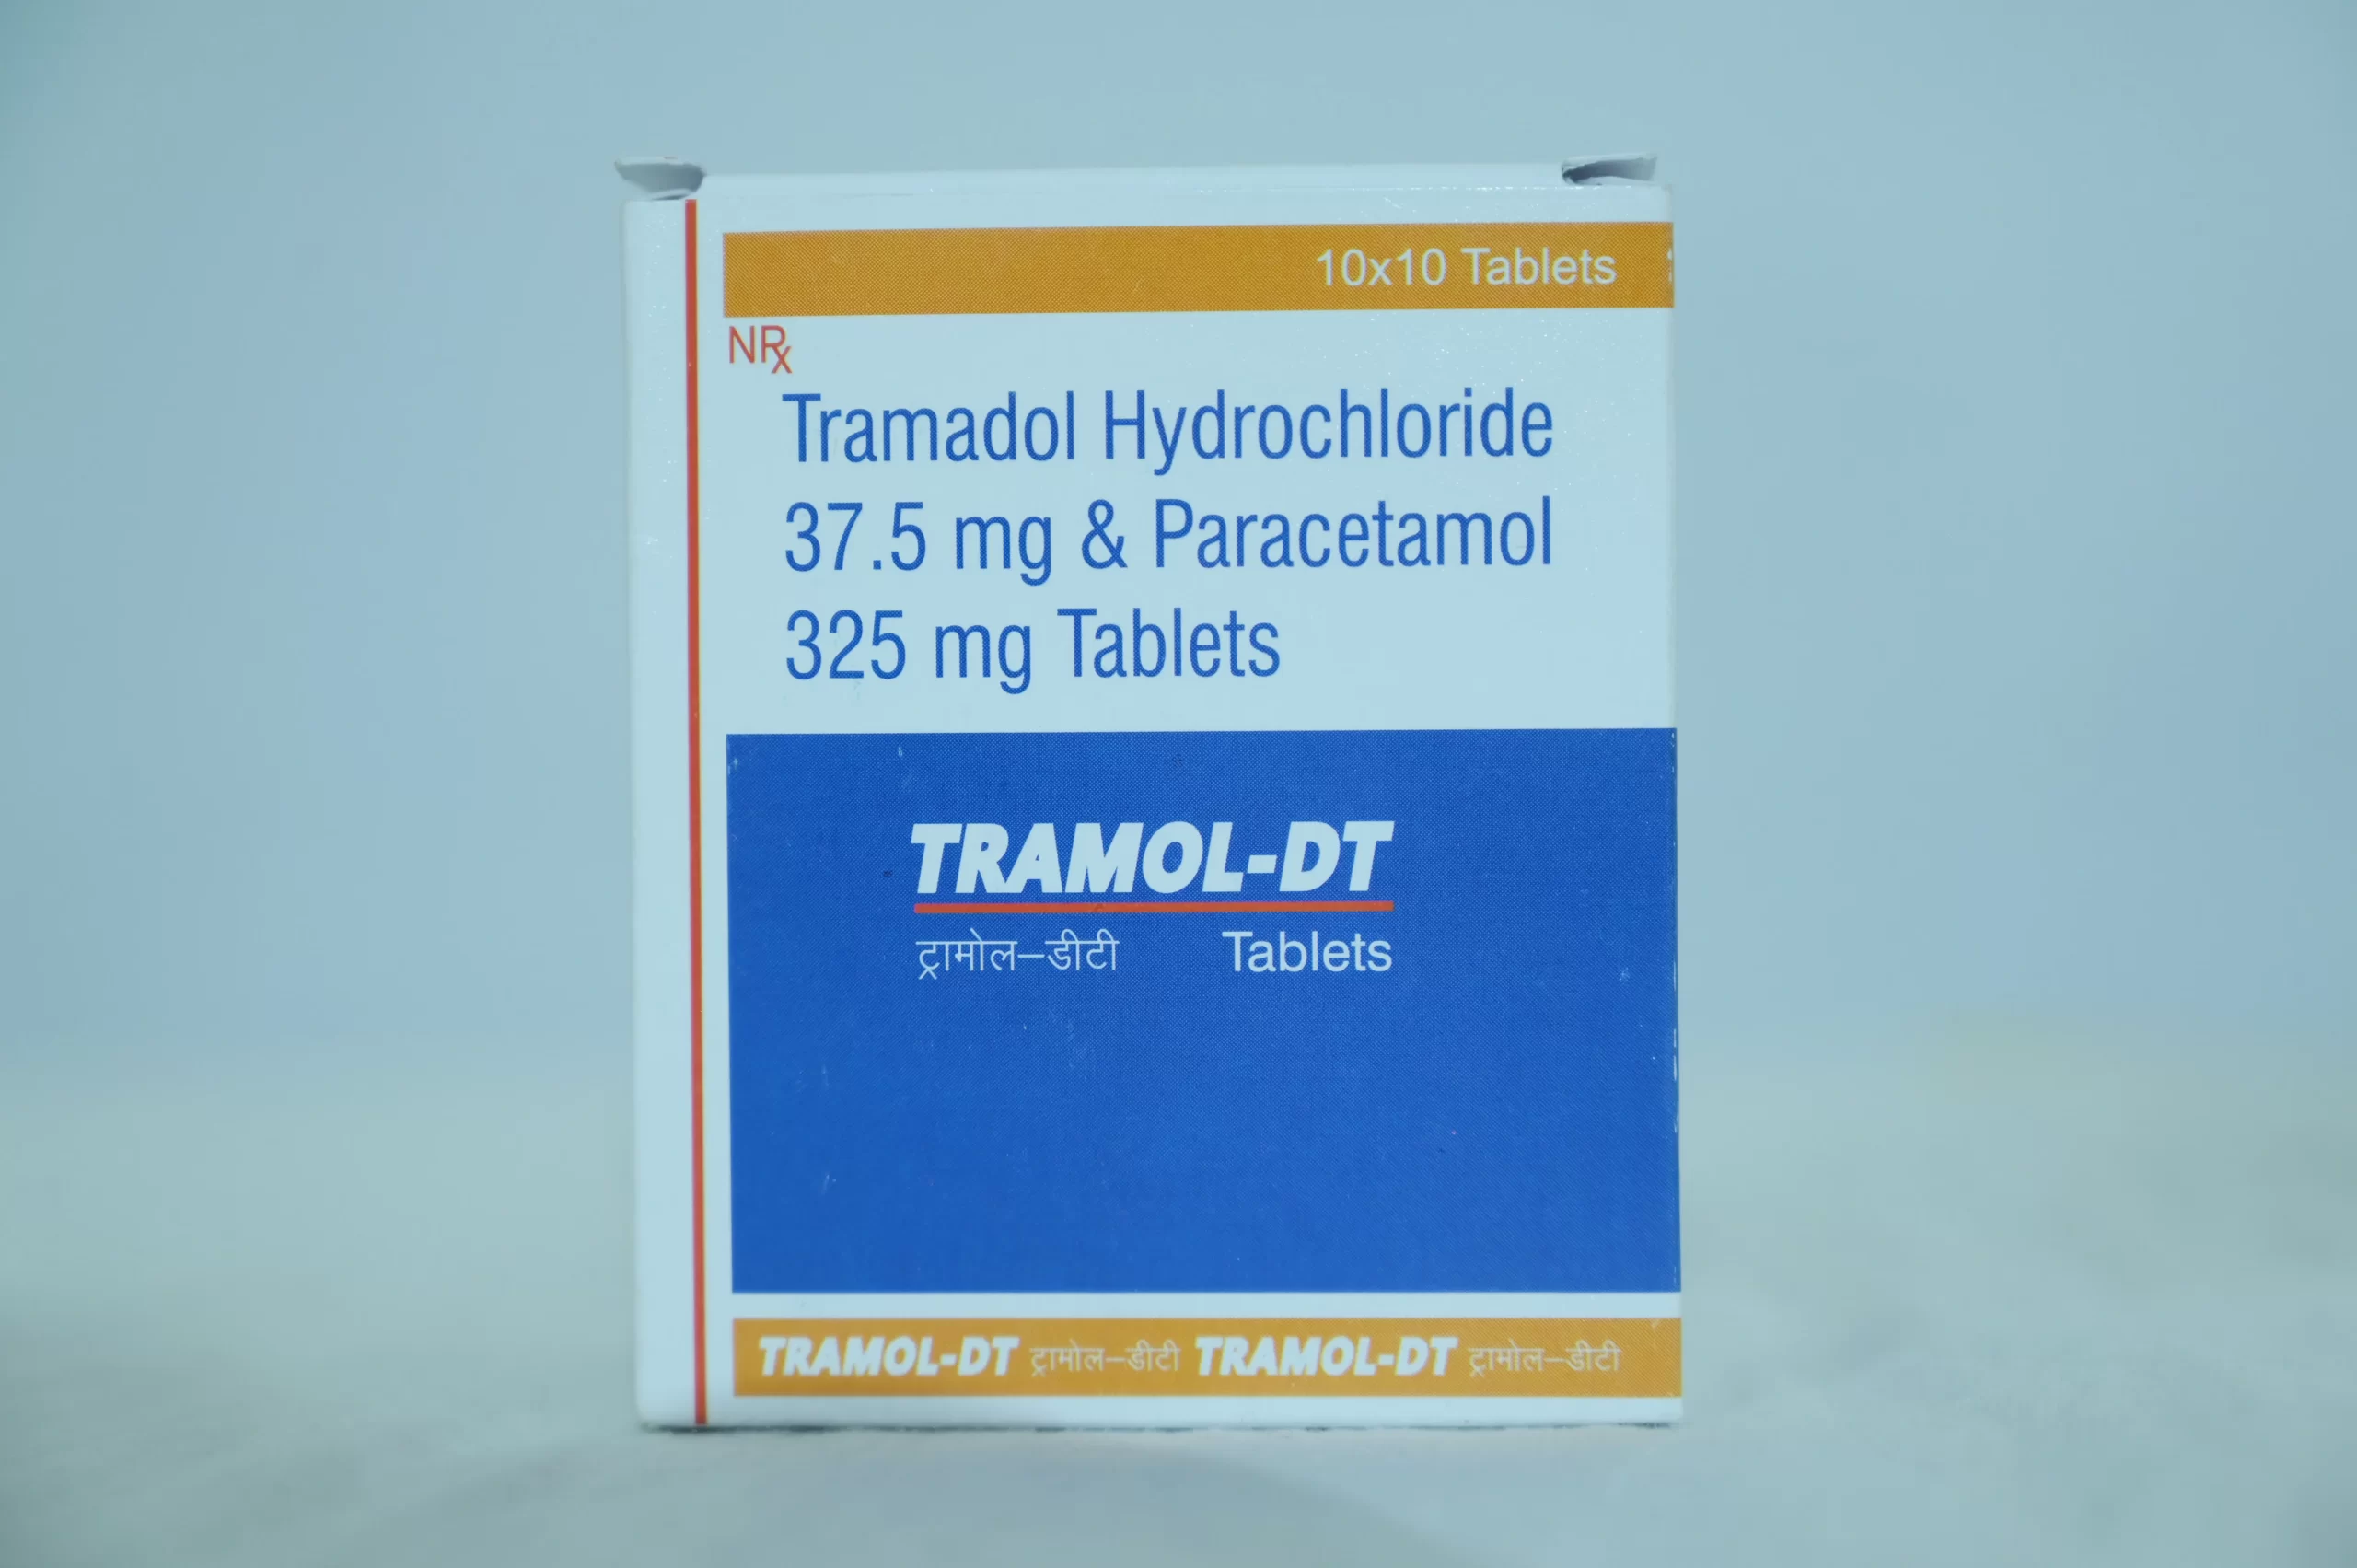 10x10 Tablets
NRx
Tramadol Hydrochloride
37.5 mg & Paracetamol
325 mg Tablets
TRAMOL-DT
ट्रामोल–डीटी Tablets
TRAMOL-DT ट्रामोल–डीटी TRAMOL-DT ट्रामोल–डीटी